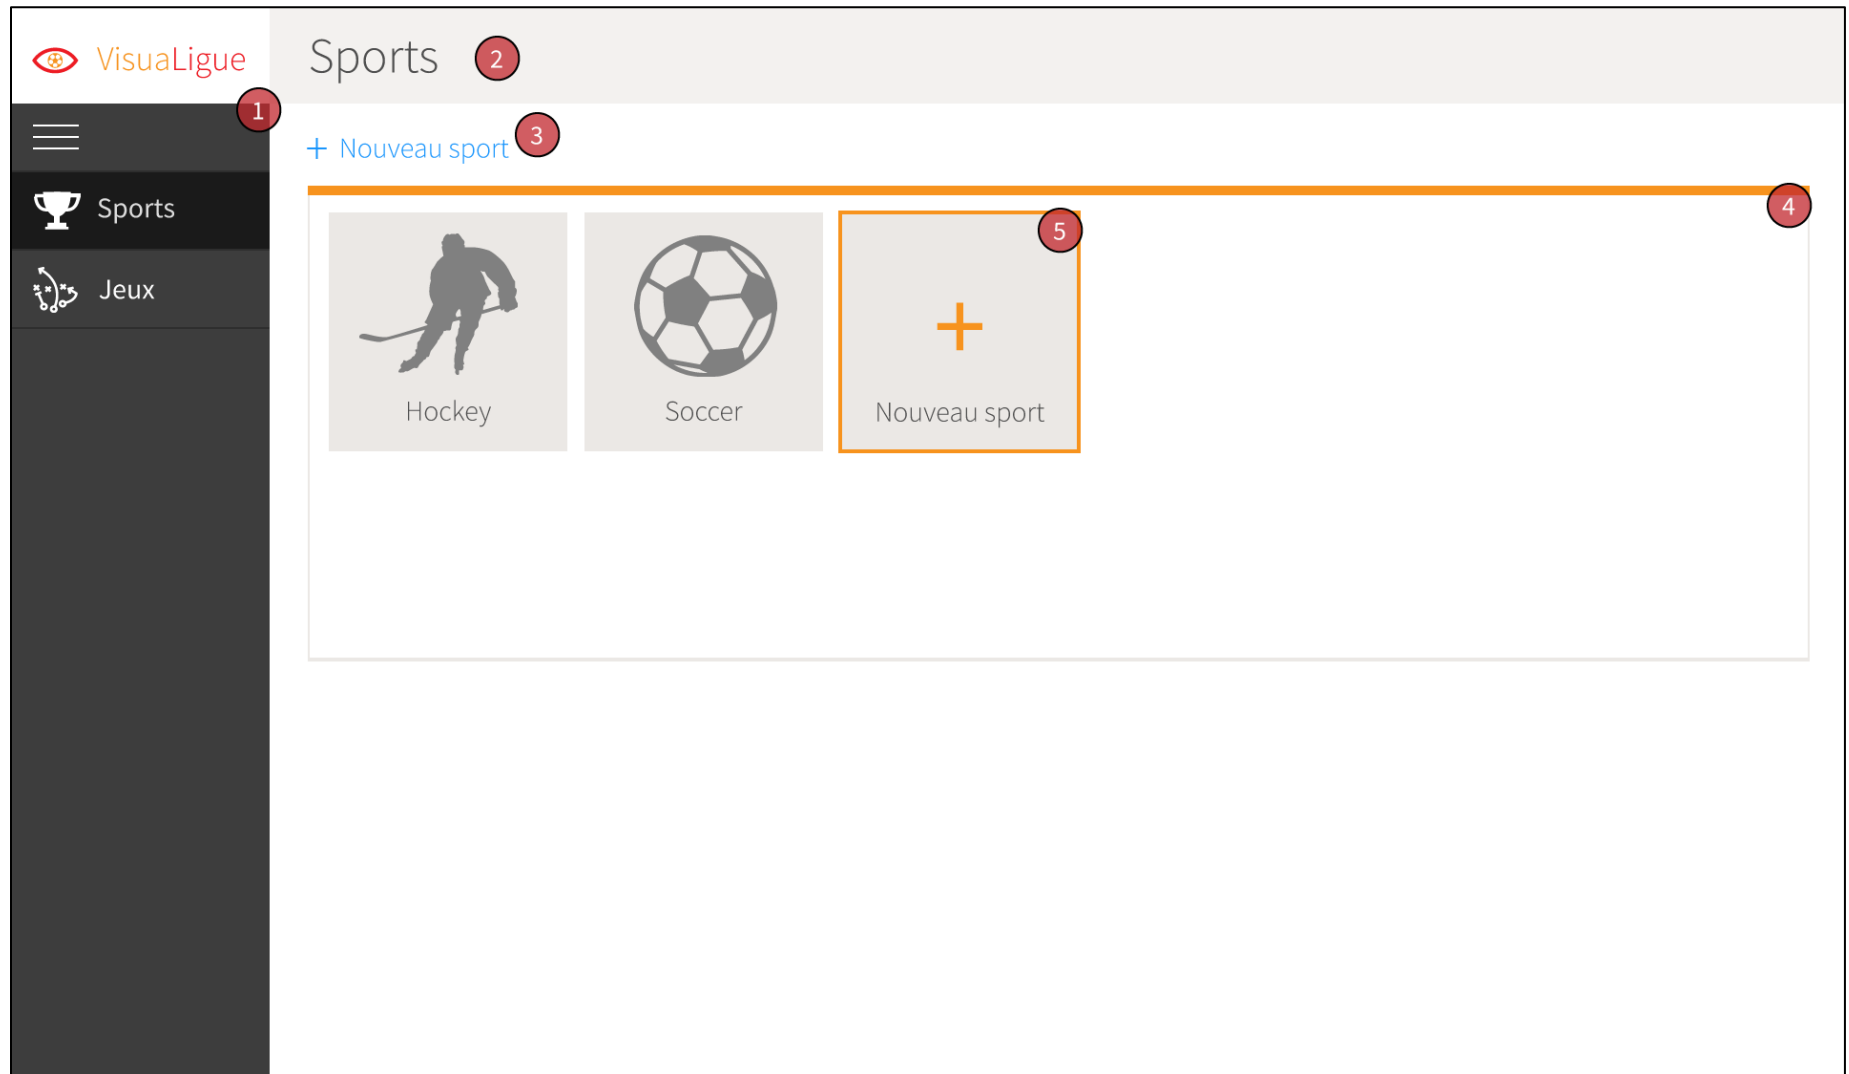 VisuaLigue
Sports
2
1
+ Nouveau sport
3
Sports
Jeux
4
5
Hockey
Soccer
+
Nouveau sport